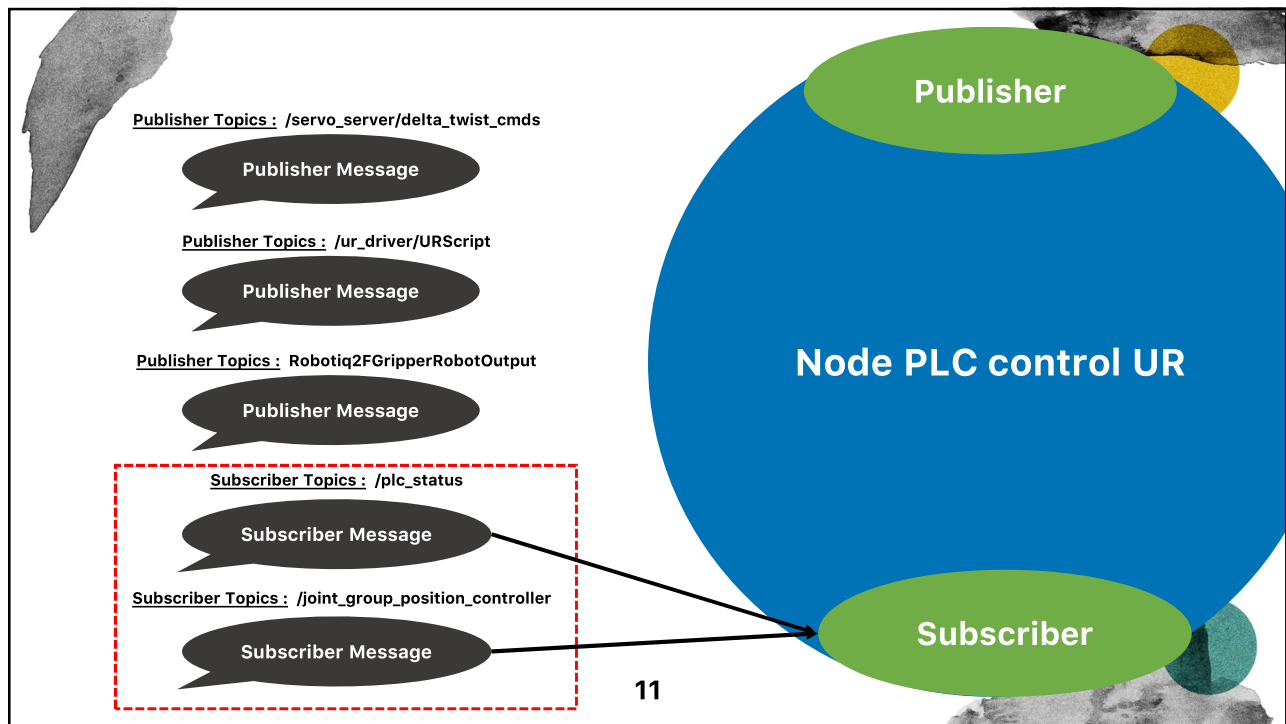 Publisher
Publisher Topics : /servo_server/delta_twist_cmds
Publisher Message
Publisher Topics : /ur_driver/URScript
Publisher Message
Node PLC control UR
Publisher Topics : Robotiq2FGripperRobotOutput
Publisher Message
Subscriber Topics : /plc_status
Subscriber Message
Subscriber Topics : /joint_group_position_controller
Subscriber Message
Subscriber
11